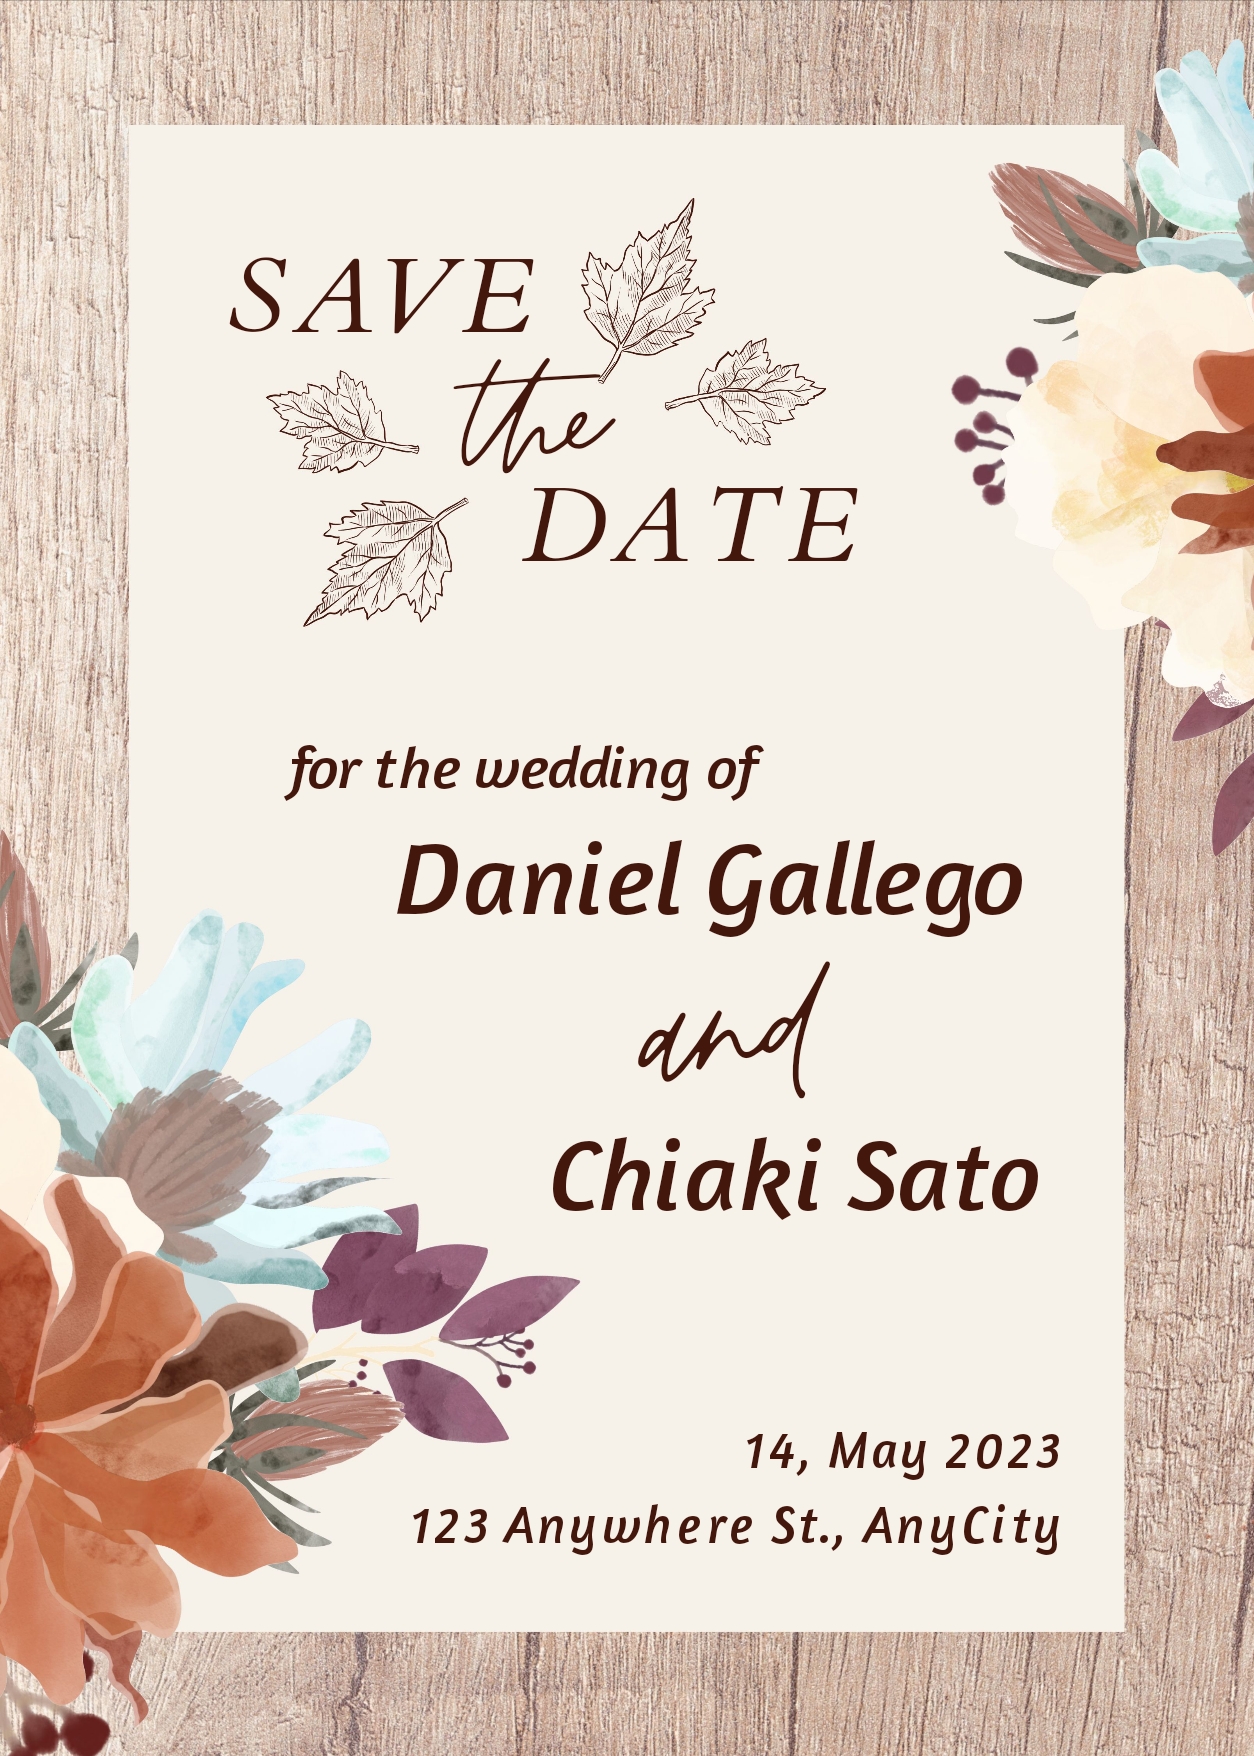 SAVE
the
DATE
for the wedding of
Daniel Gallego
and
Chiaki Sato
14, May 2023
123 Anywhere St., AnyCity